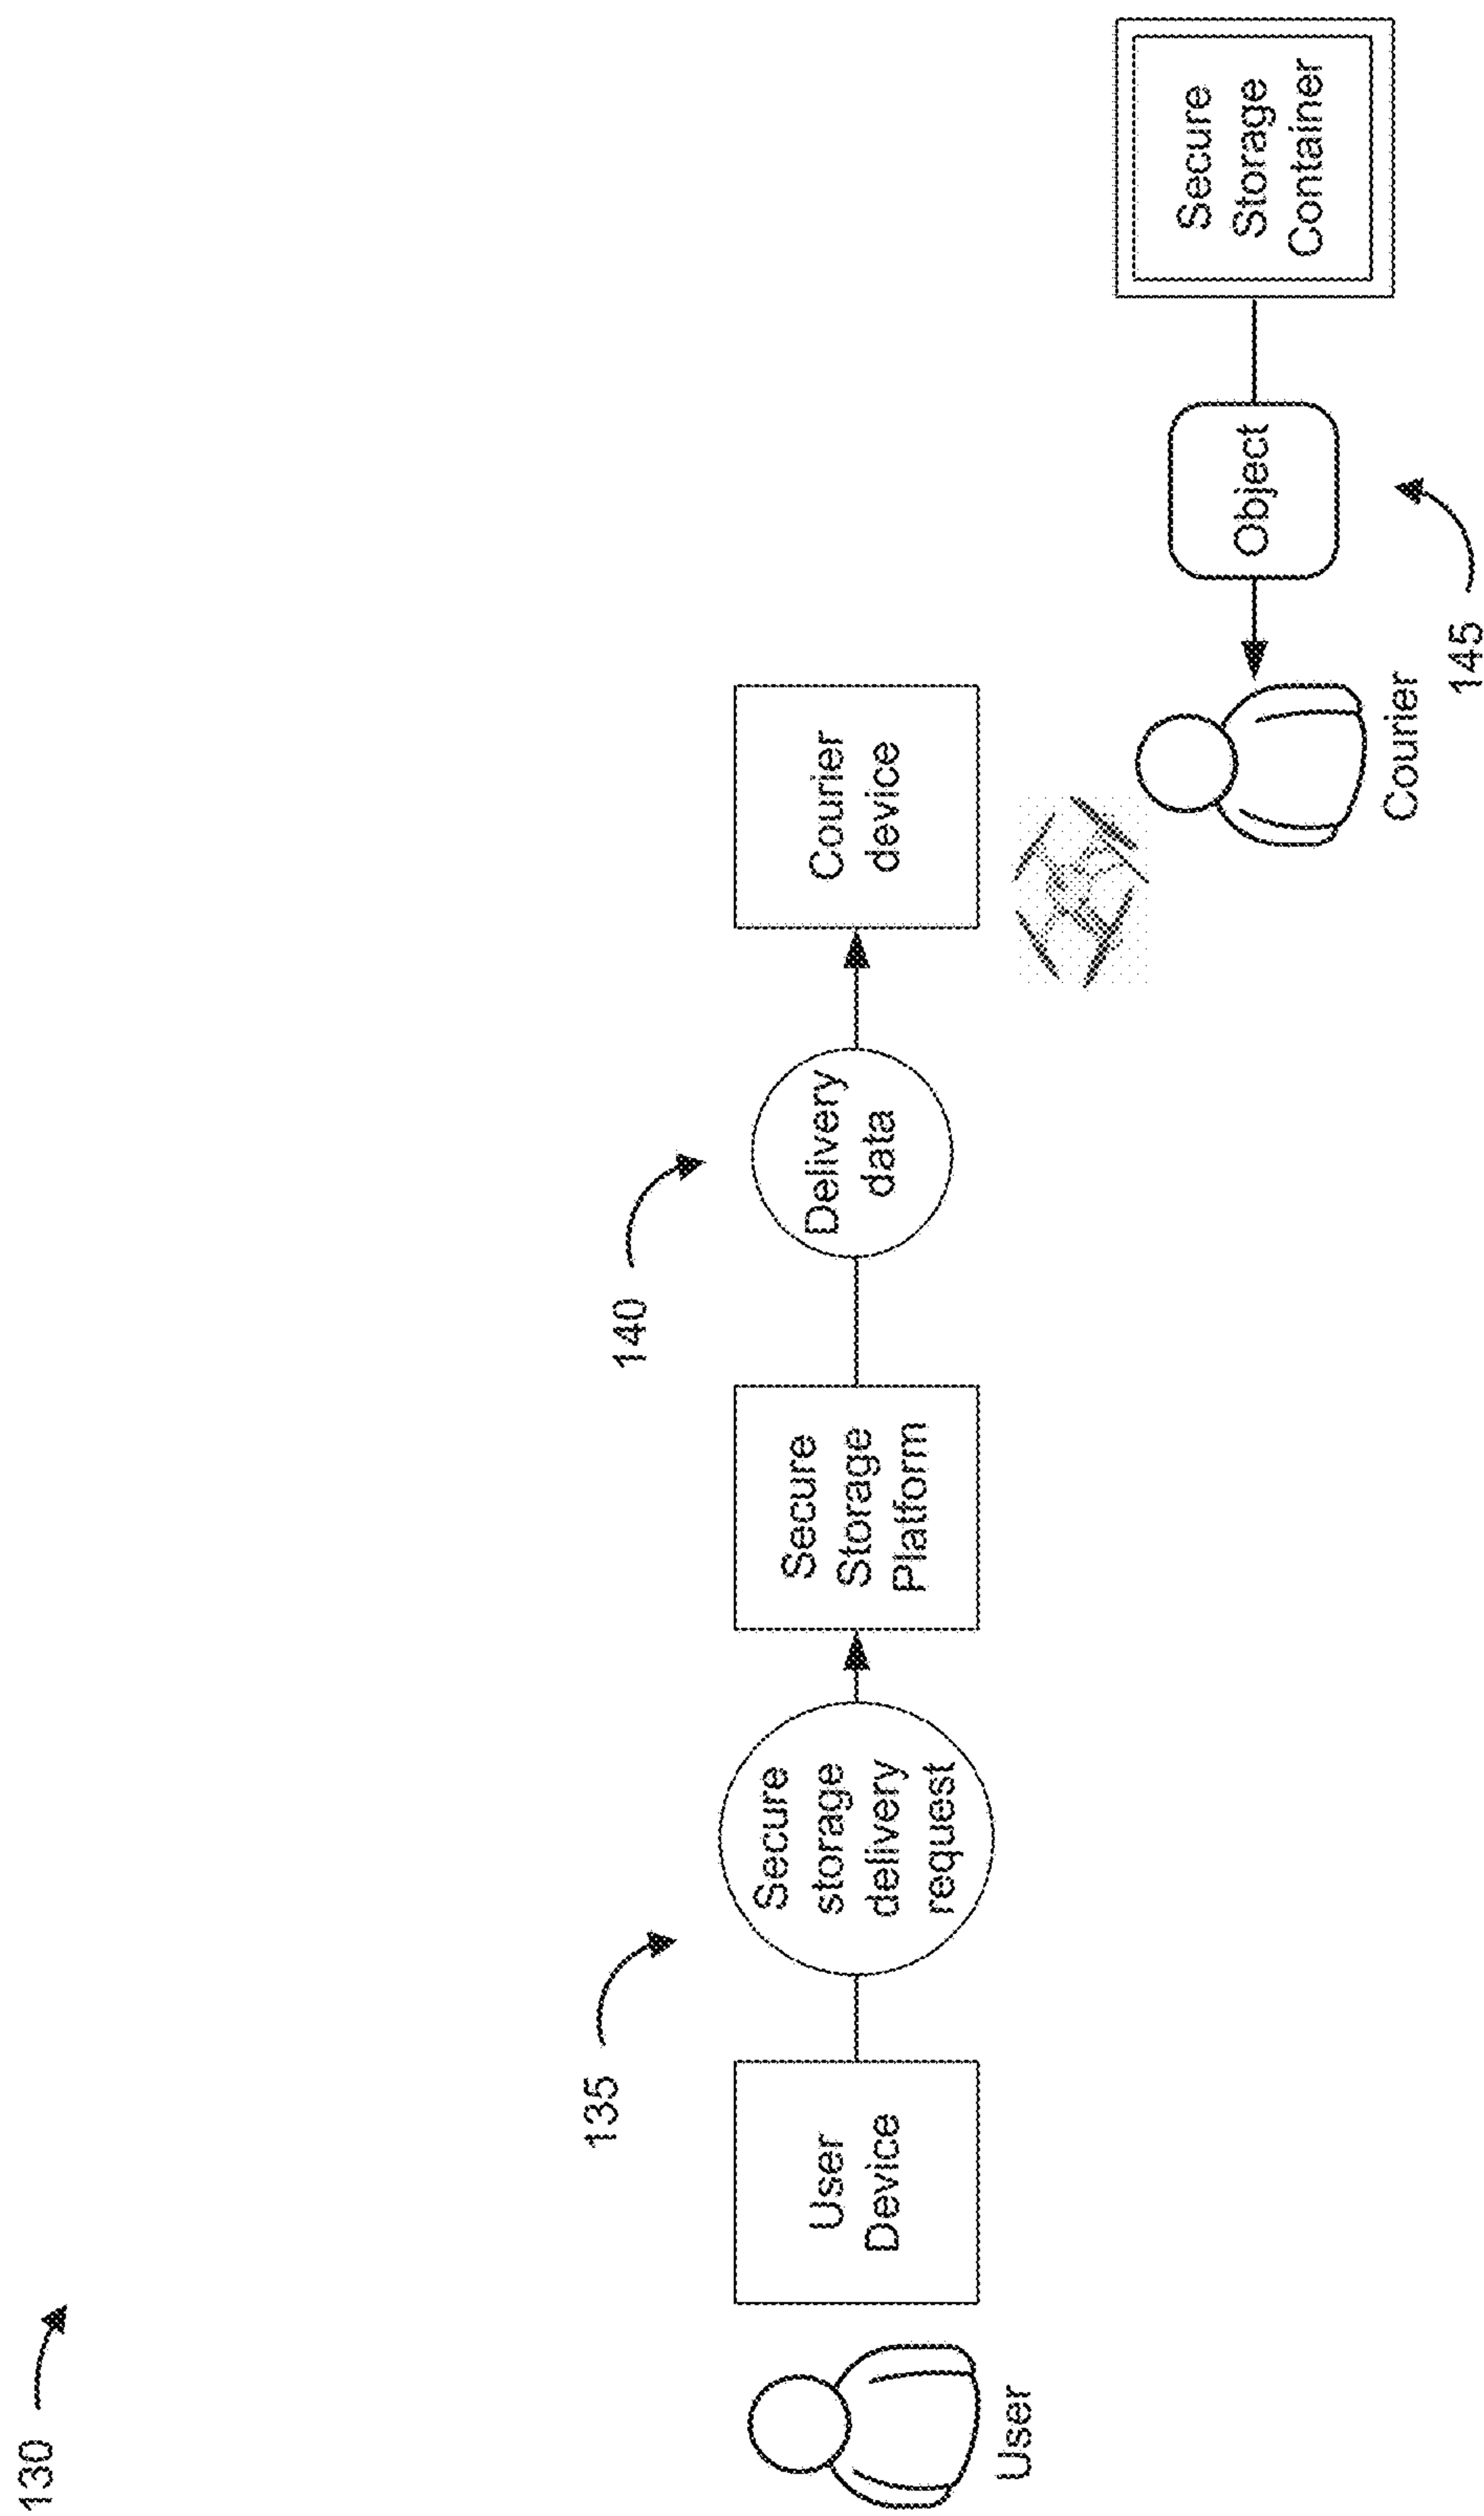 130
135
140
User
User
Device
Secure
storage
delivery
request
Secure
Storage
Platform
Delivery
data
Courier
device
Courier
145
Object
Secure
Storage
Container